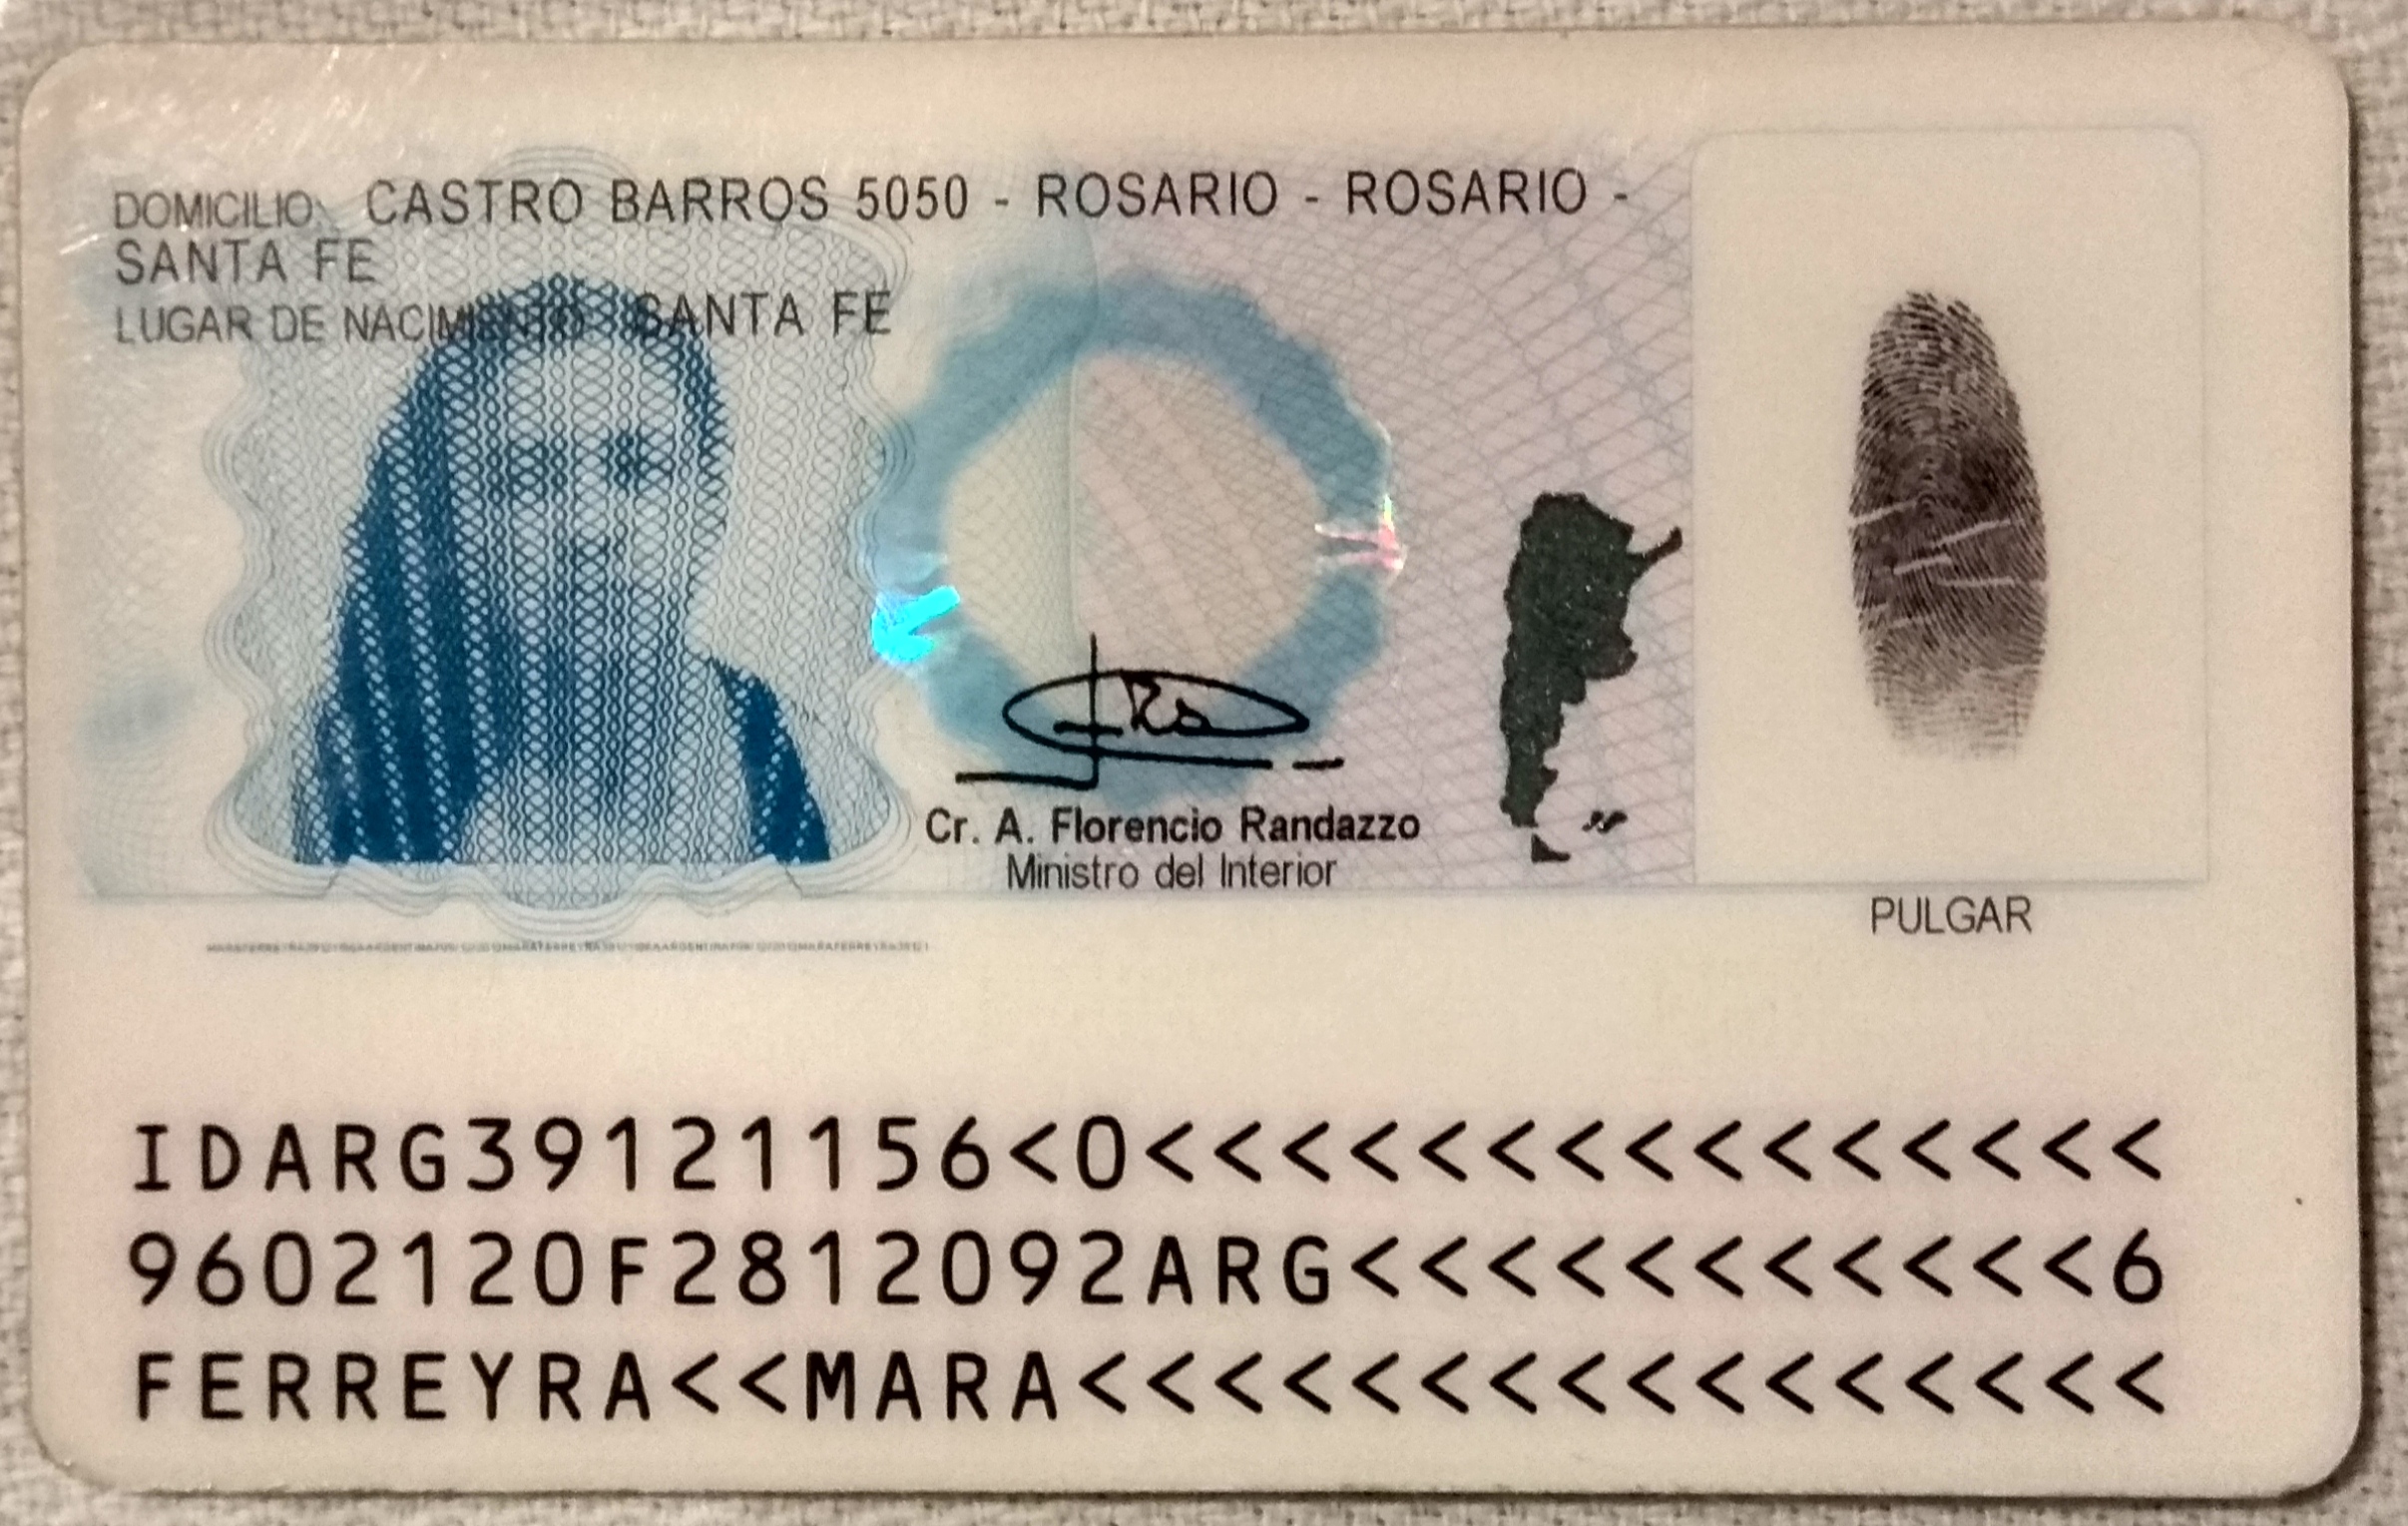 DOMICILIO: CASTRO BARROS 5050 - ROSARIO - ROSARIO -
SANTA FE
LUGAR DE NACIMIENTO: SANTA FE
Cr. A. Florencio Randazzo
Ministro del Interior
PULGAR
IDARG39121156<0<<<<<<<<<<<<<<<
9602120F2812092ARG<<<<<<<<<<<6
FERREYRA<<MARA<<<<<<<<<<<<<<<<